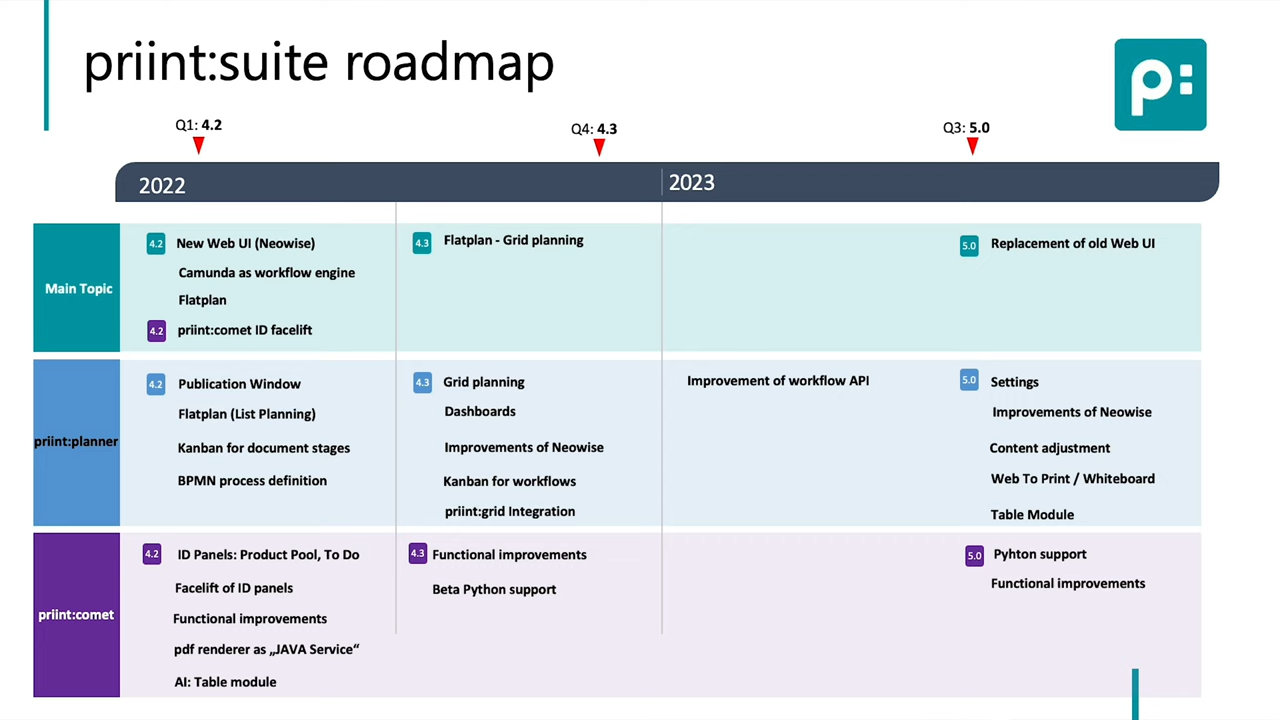 priint:suite roadmap
p:
Q1: 4.2
Q4: 4.3
Q3: 5.0
2022
2023
Main Topic
4.2 New Web UI (Neowise)
Camunda as workflow engine
Flatplan
4.2 priint:comet ID facelift
4.3 Flatplan - Grid planning
5.0 Replacement of old Web UI
priint:planner
4.2 Publication Window
Flatplan (List Planning)
Kanban for document stages
BPMN process definition
4.3 Grid planning
Dashboards
Improvements of Neowise
Kanban for workflows
priint:grid Integration
Improvement of workflow API
5.0 Settings
Improvements of Neowise
Content adjustment
Web To Print / Whiteboard
Table Module
priint:comet
4.2 ID Panels: Product Pool, To Do
Facelift of ID panels
Functional improvements
pdf renderer as „JAVA Service“
AI: Table module
4.3 Functional improvements
Beta Python support
5.0 Pyhton support
Functional improvements